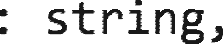 : string,